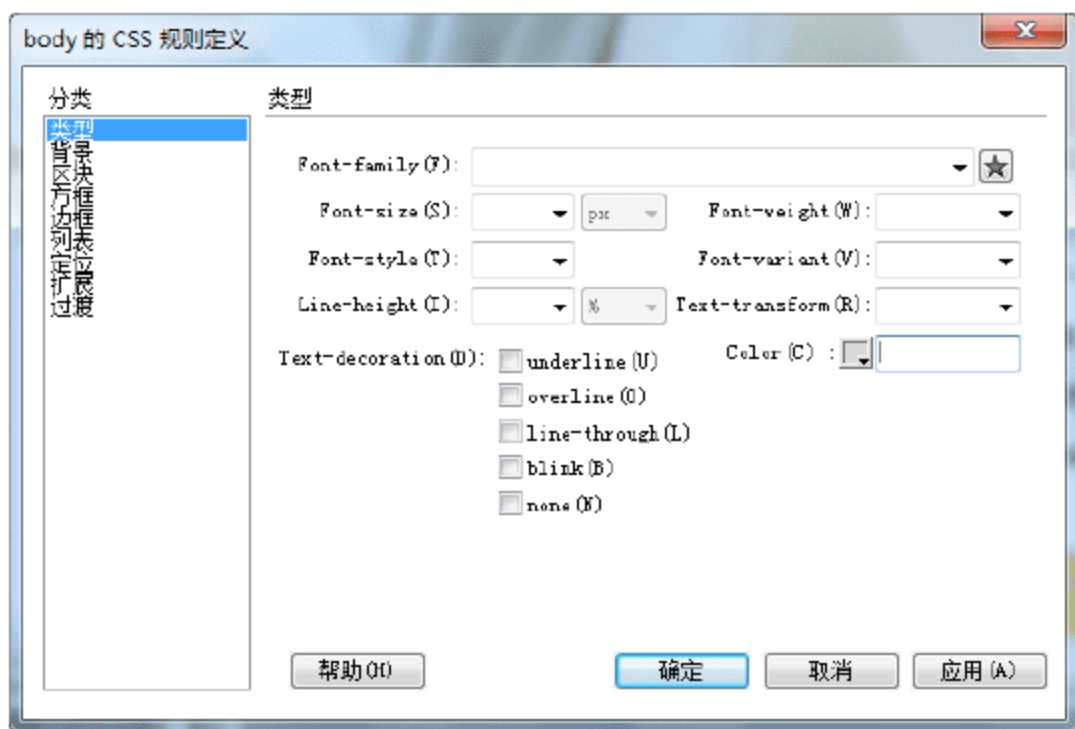 body 的 CSS 规则定义
分类
类型
背景
区块
方框
边框
列表
定位
扩展
过渡
类型
Font-family(F):
Font-size(S): px Font-weight(W):
Font-style(T): Font-variant(V):
Line-height(I): % Text-transform(R):
Text-decoration(D): underline(U) Color(C) :
overline(O)
line-through(L)
blink(B)
none(N)
帮助(H) 确定 取消 应用(A)